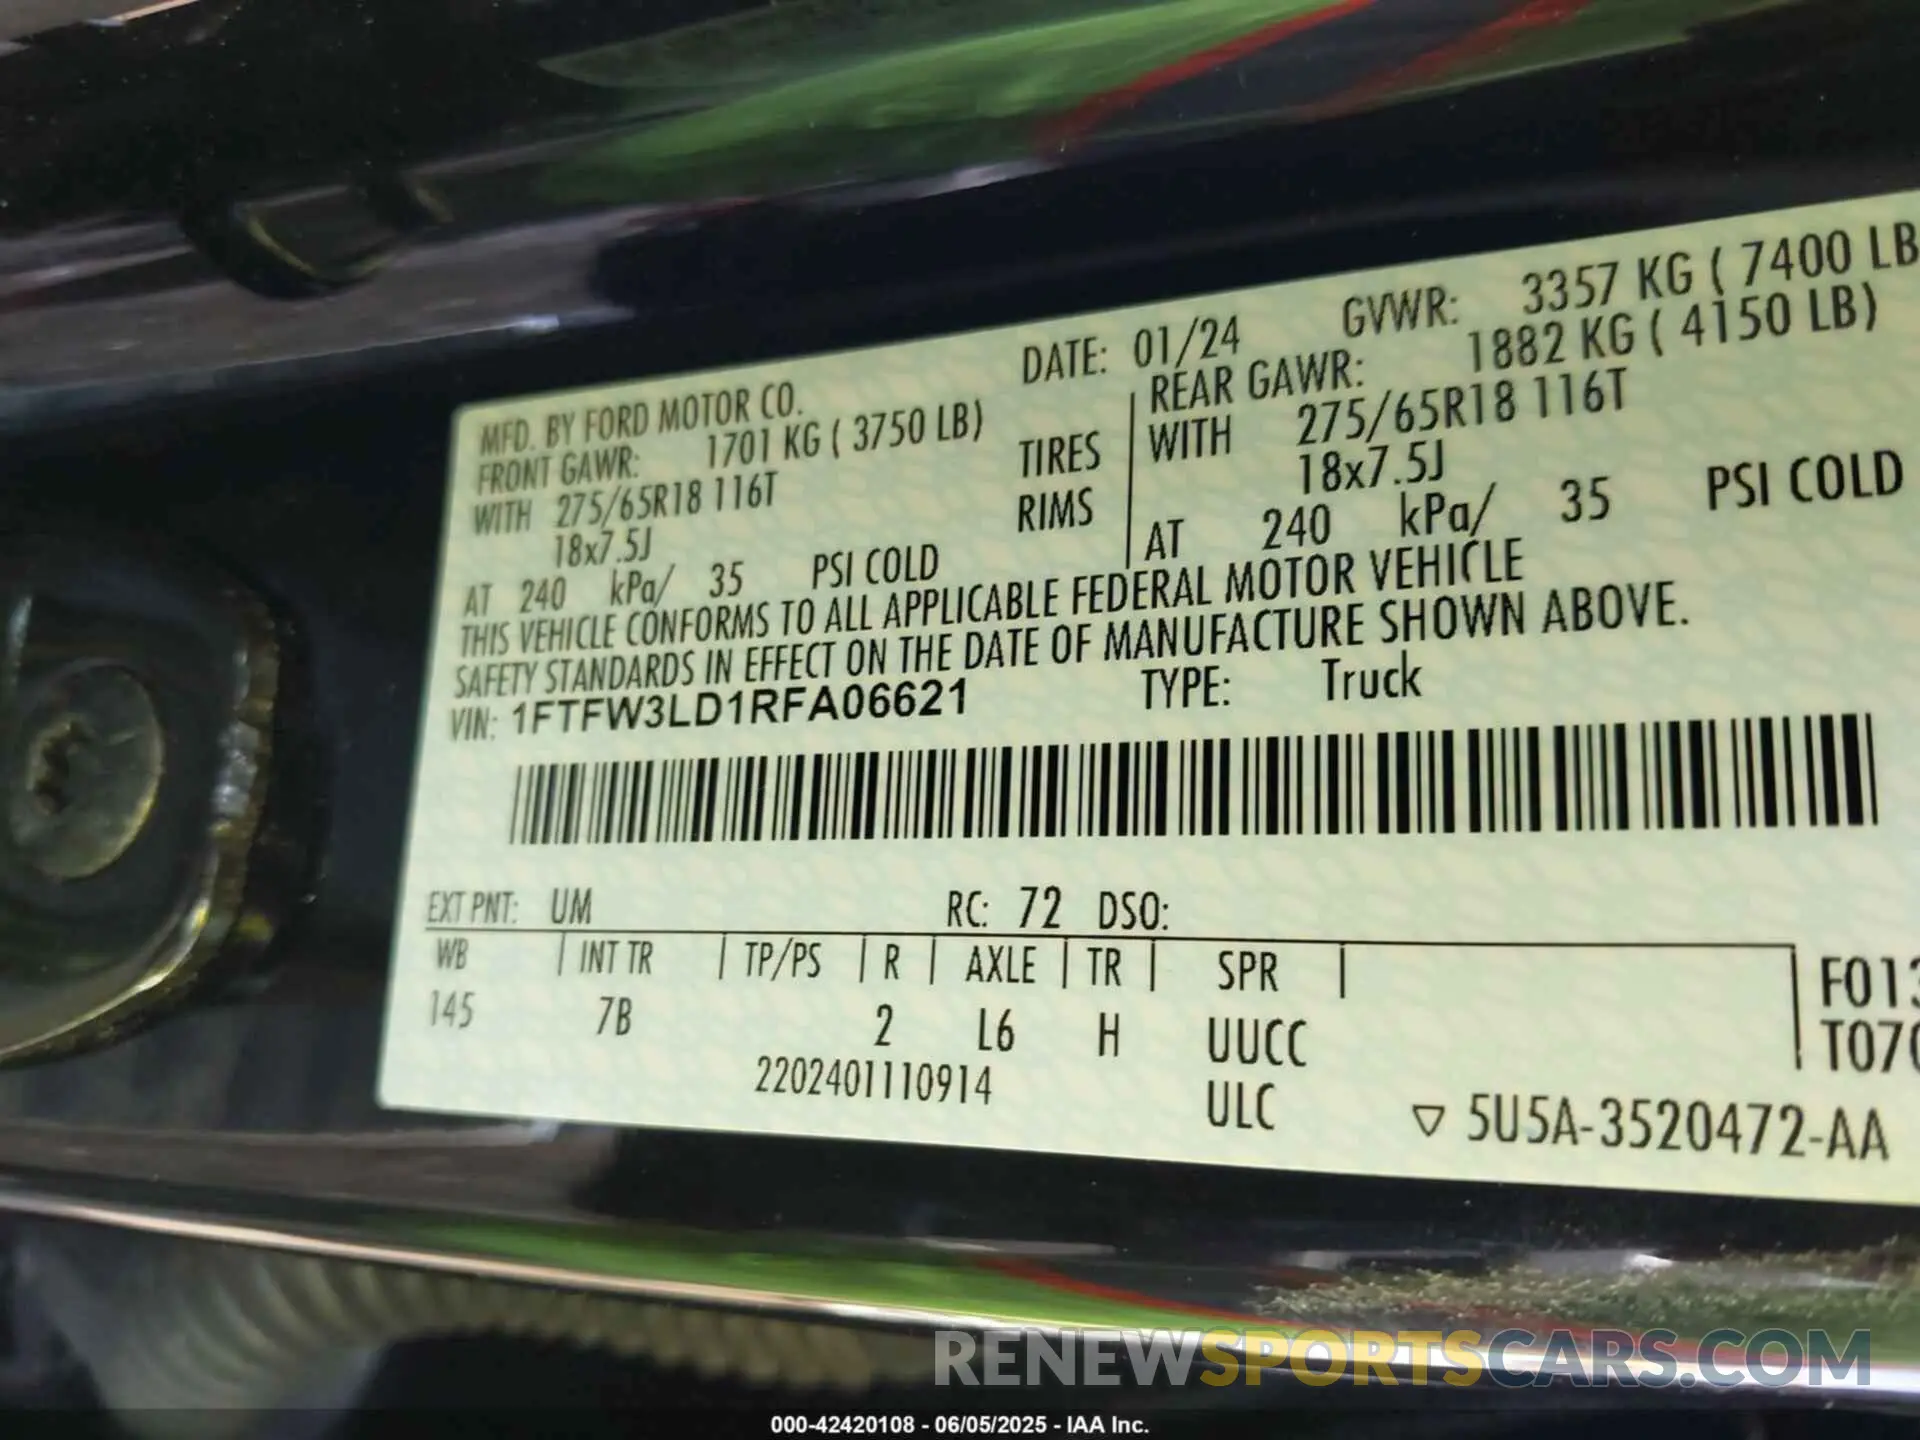 MFD. BY FORD MOTOR CO. DATE: 01/24 GVWR: 3357 KG ( 7400 LB
FRONT GAWR: 1701 KG ( 3750 LB) REAR GAWR: 1882 KG ( 4150 LB)
WITH 275/65R18 116T TIRES WITH 275/65R18 116T
18x7.5J RIMS 18x7.5J
AT 240 kPa/ 35 PSI COLD AT 240 kPa/ 35 PSI COLD
THIS VEHICLE CONFORMS TO ALL APPLICABLE FEDERAL MOTOR VEHICLE
SAFETY STANDARDS IN EFFECT ON THE DATE OF MANUFACTURE SHOWN ABOVE.
VIN: 1FTFW3LD1RFA06621 TYPE: Truck
EXT PNT: UM RC: 72 DSO:
WB | INT TR | TP/PS | R | AXLE | TR | SPR | F013
145 7B 2 L6 H UUCC T070
2202401110914 ULC ▽ 5U5A-3520472-AA
RENEWSPORTSCARS.COM
000-42420108 - 06/05/2025 - IAA Inc.